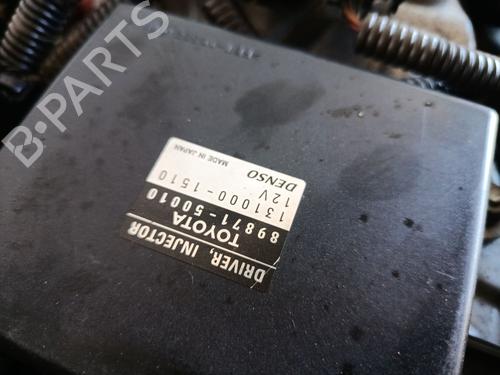 DRIVER, INJECTOR
TOYOTA
89871-50010
131000-1510
12V
DENSO
MADE IN JAPAN
B-PARTS